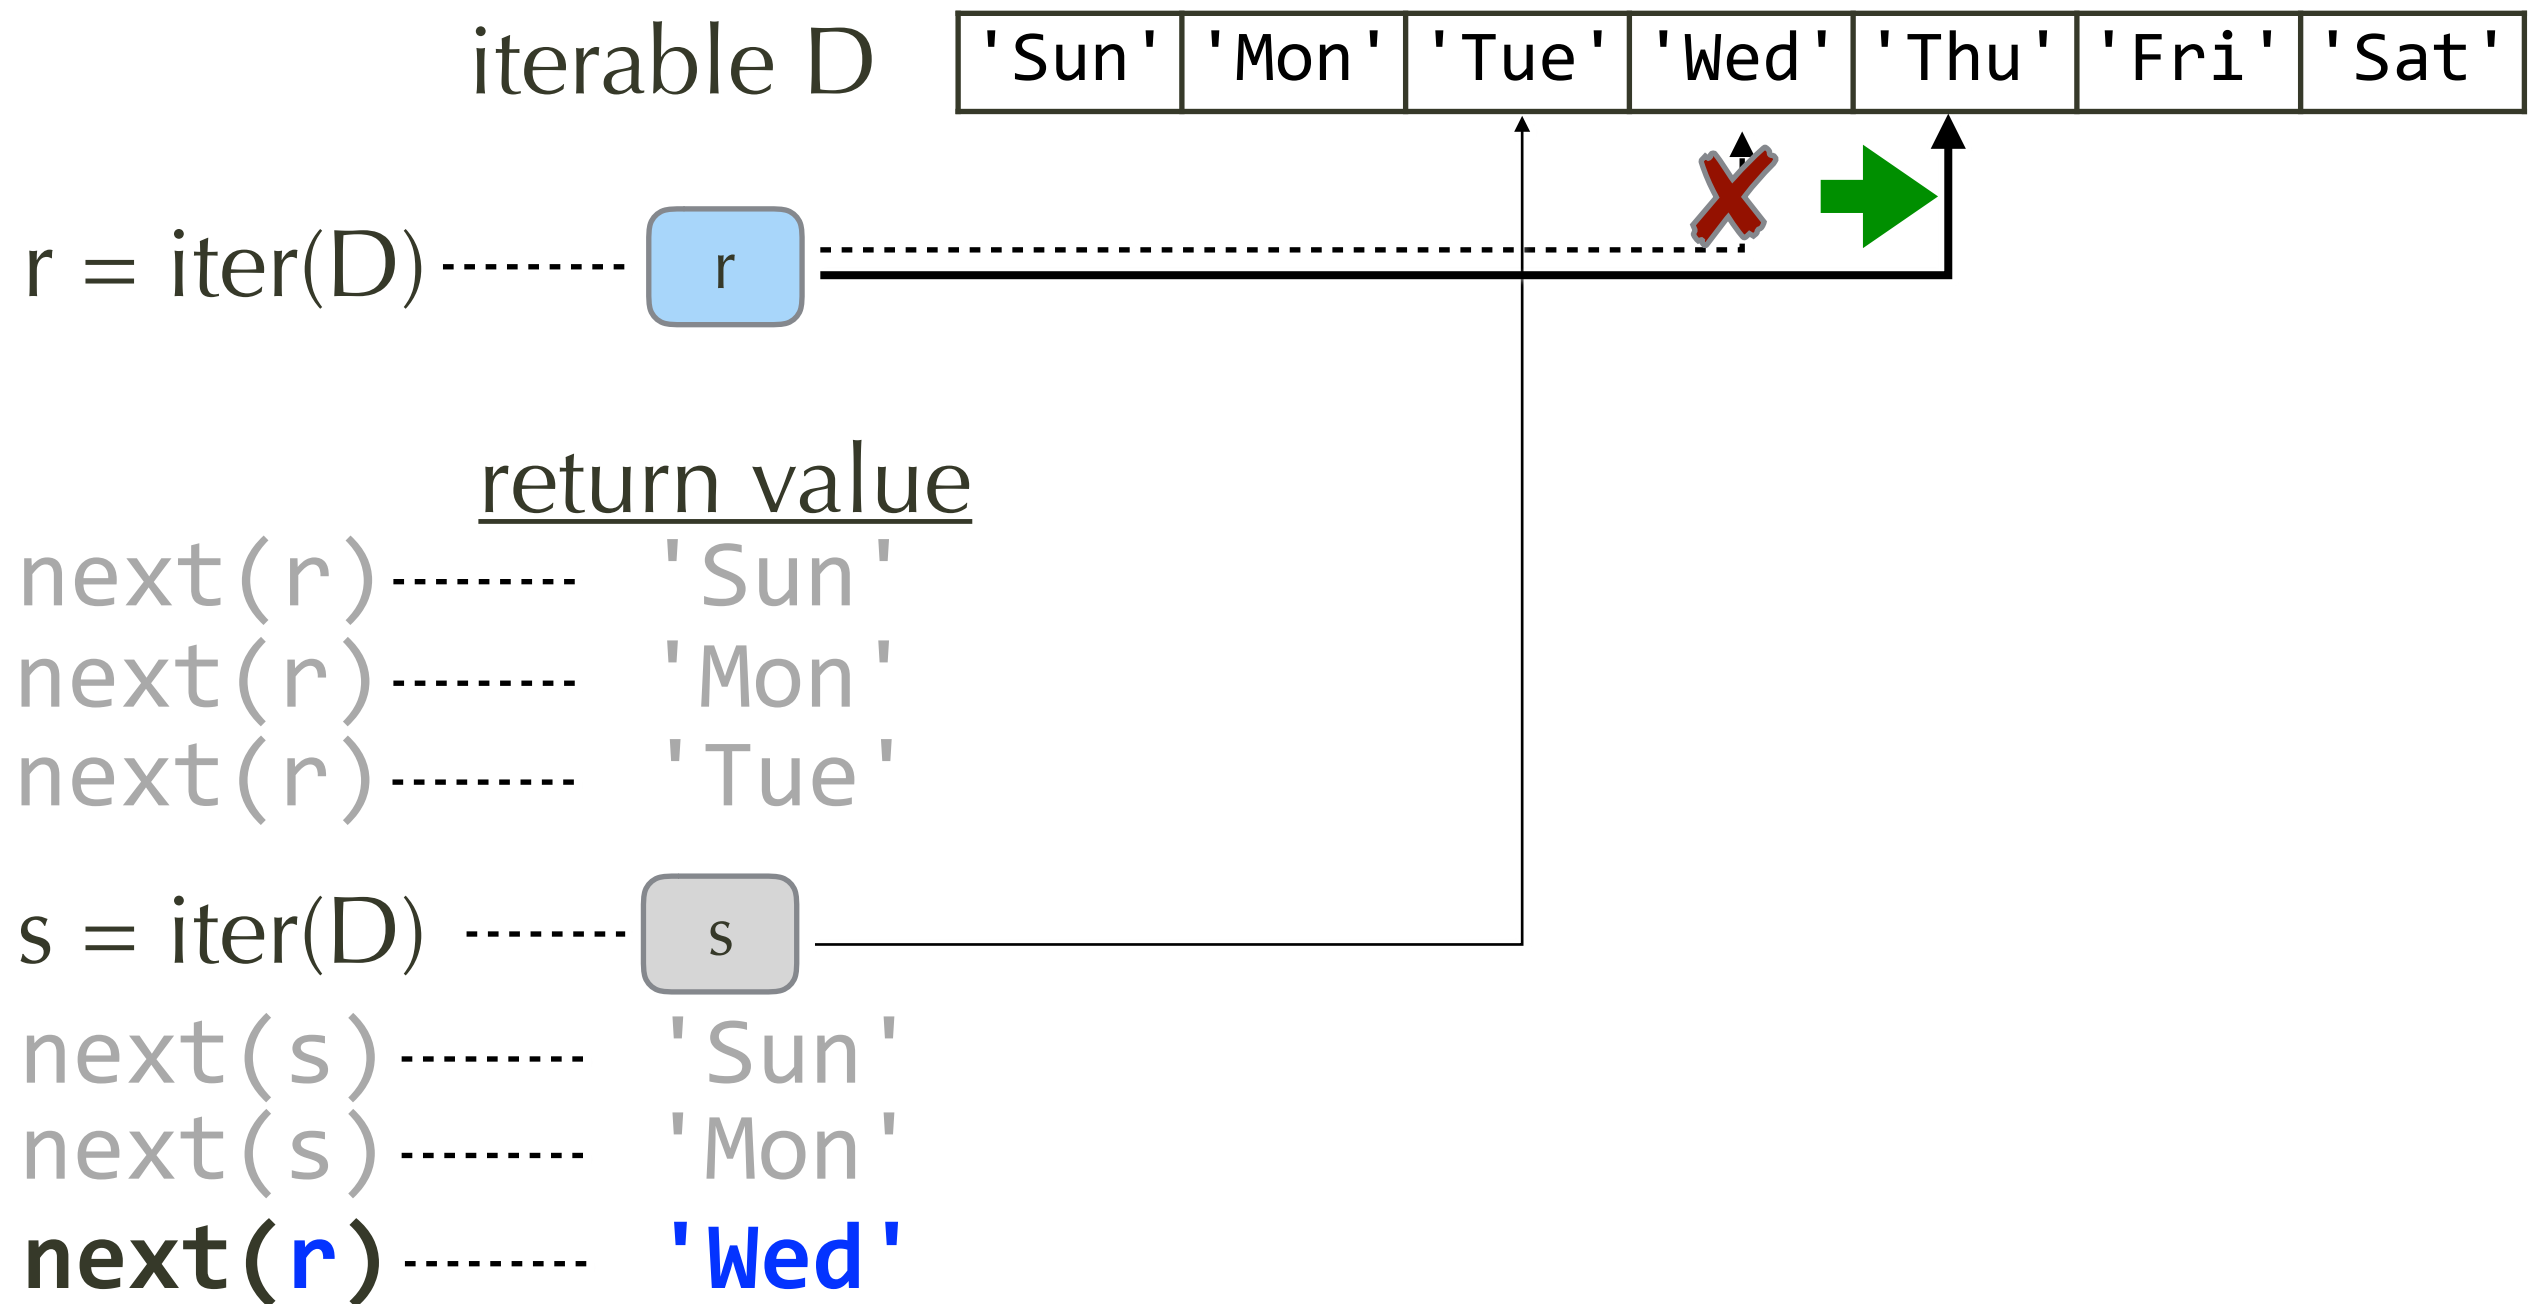 iterable D 'Sun' 'Mon' 'Tue' 'Wed' 'Thu' 'Fri' 'Sat'
r = iter(D) r
return value
next(r) 'Sun'
next(r) 'Mon'
next(r) 'Tue'
s = iter(D) s
next(s) 'Sun'
next(s) 'Mon'
next(r) 'Wed'